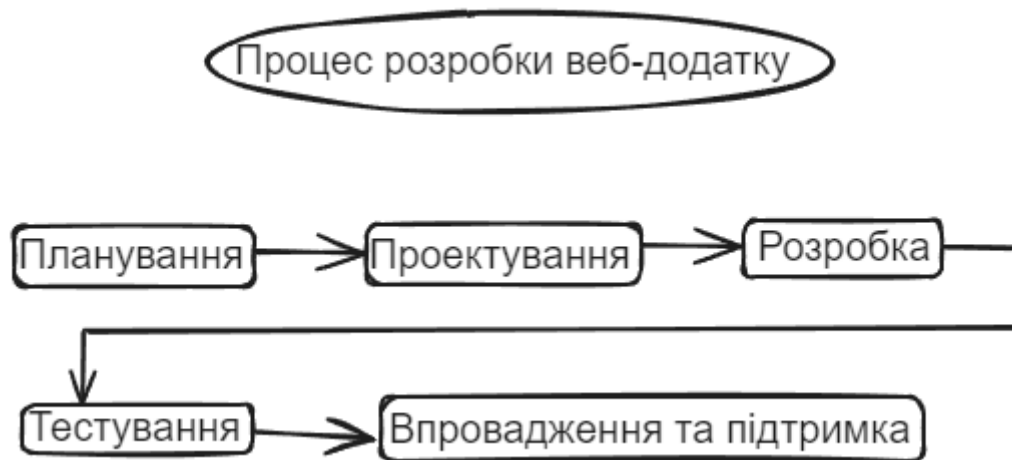 Процес розробки веб-додатку
Планування
Проектування
Розробка
Тестування
Впровадження та підтримка